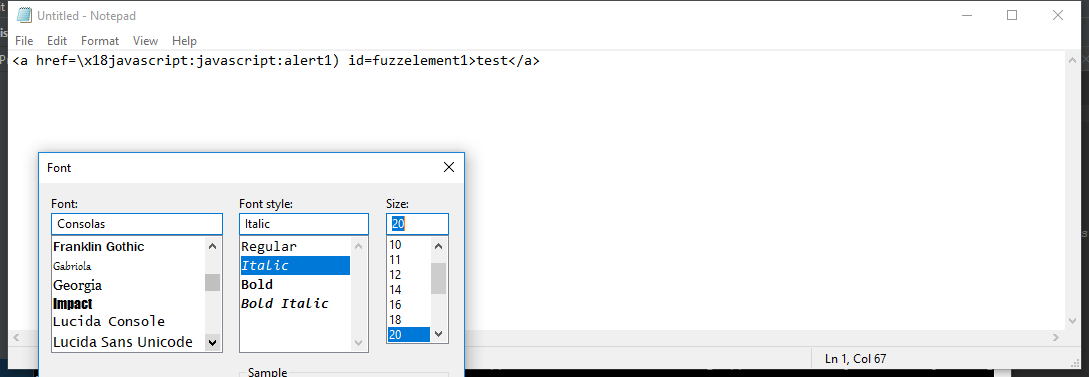 Untitled - Notepad
File Edit Format View Help
<a href=\x18javascript:javascript:alert1) id=fuzzelement1>test</a>
Font
Font: Font style: Size:
Consolas Italic 20
Franklin Gothic Regular 10
Gabriola Italic 11
Georgia Bold 12
Impact Bold Italic 14
Lucida Console 16
Lucida Sans Unicode 18
20
Ln 1, Col 67
Sample